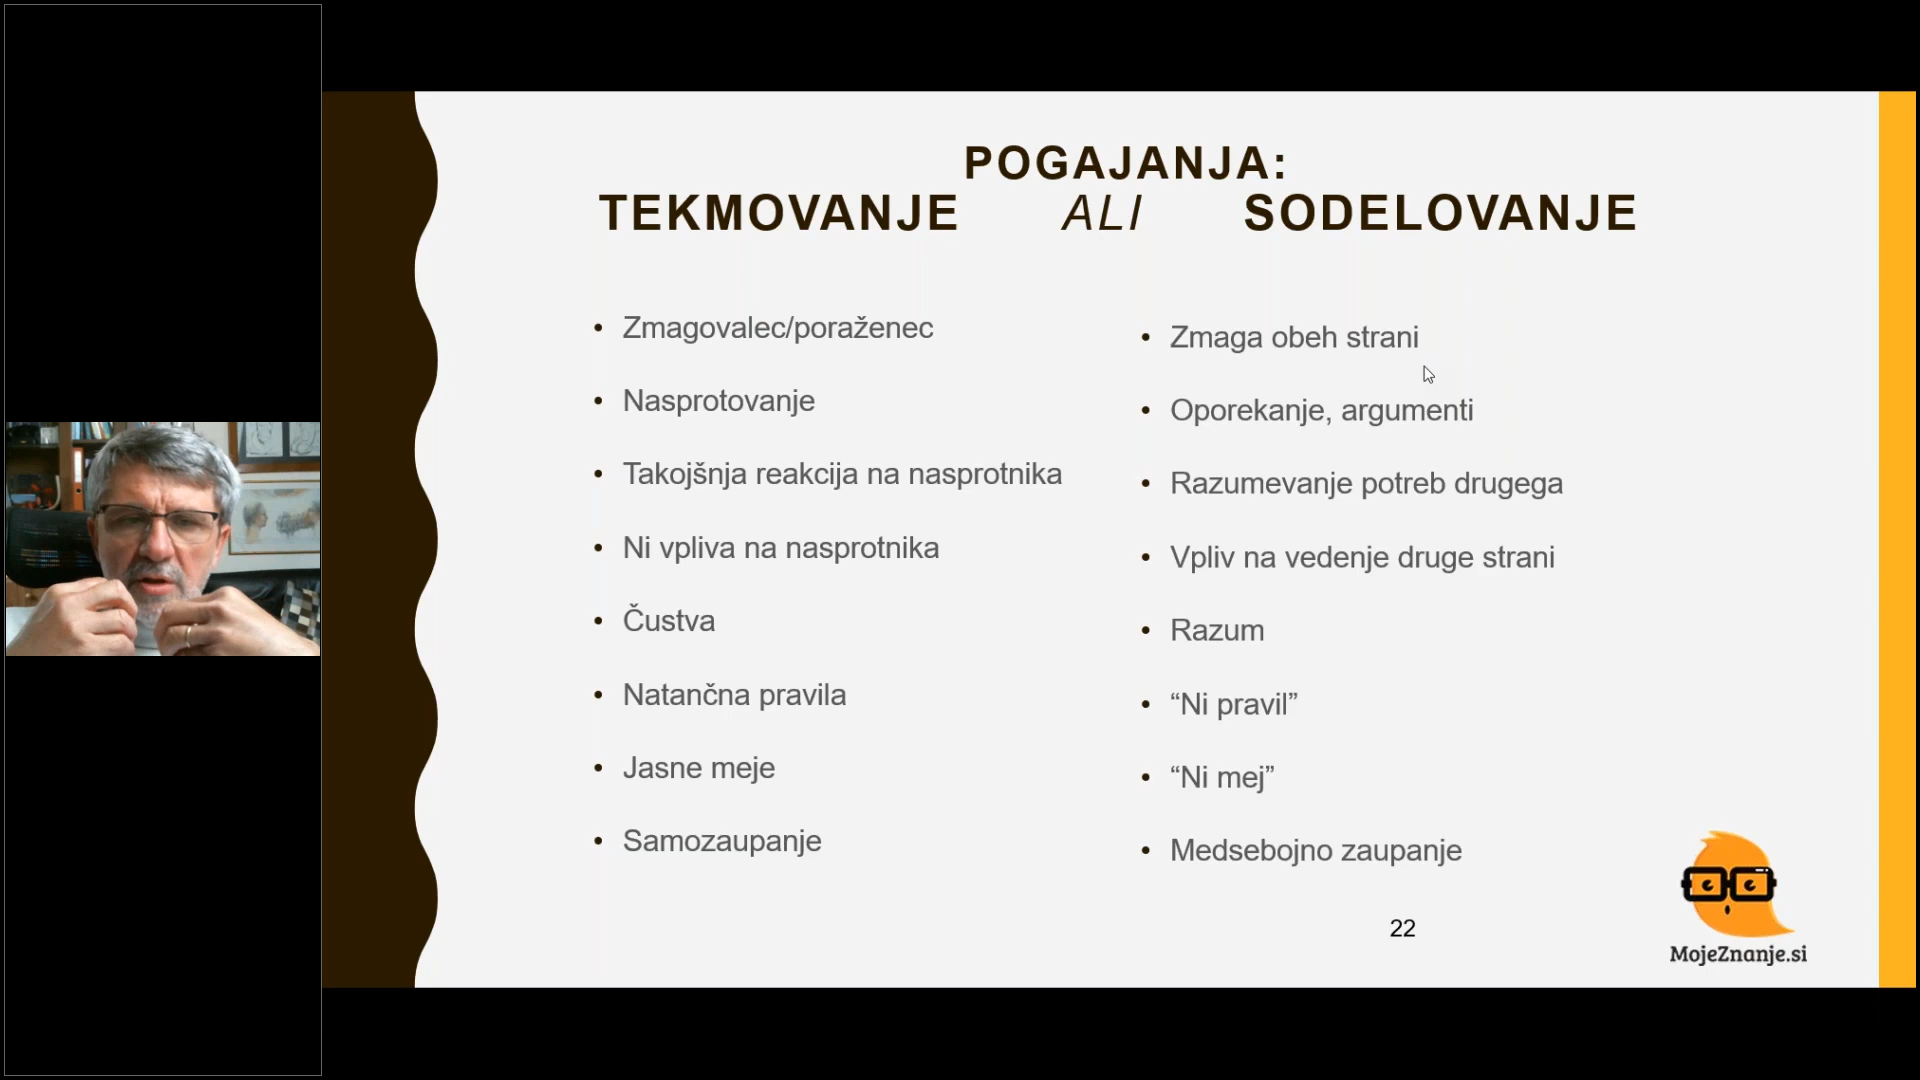 POGAJANJA:
TEKMOVANJE ALI SODELOVANJE
• Zmagovalec/poraženec
• Nasprotovanje
• Takojšnja reakcija na nasprotnika
• Ni vpliva na nasprotnika
• Čustva
• Natančna pravila
• Jasne meje
• Samozaupanje
• Zmaga obeh strani
• Oporekanje, argumenti
• Razumevanje potreb drugega
• Vpliv na vedenje druge strani
• Razum
• “Ni pravil”
• “Ni mej”
• Medsebojno zaupanje
22
MojeZnanje.si